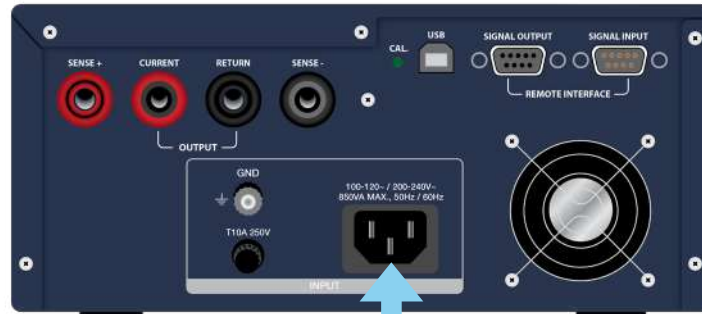 USB
SIGNAL OUTPUT
SIGNAL INPUT
CAL.
SENSE +
CURRENT
RETURN
SENSE -
REMOTE INTERFACE
OUTPUT
GND
100-120~ / 200-240V~
850VA MAX., 50Hz / 60Hz
T10A 250V
INPUT